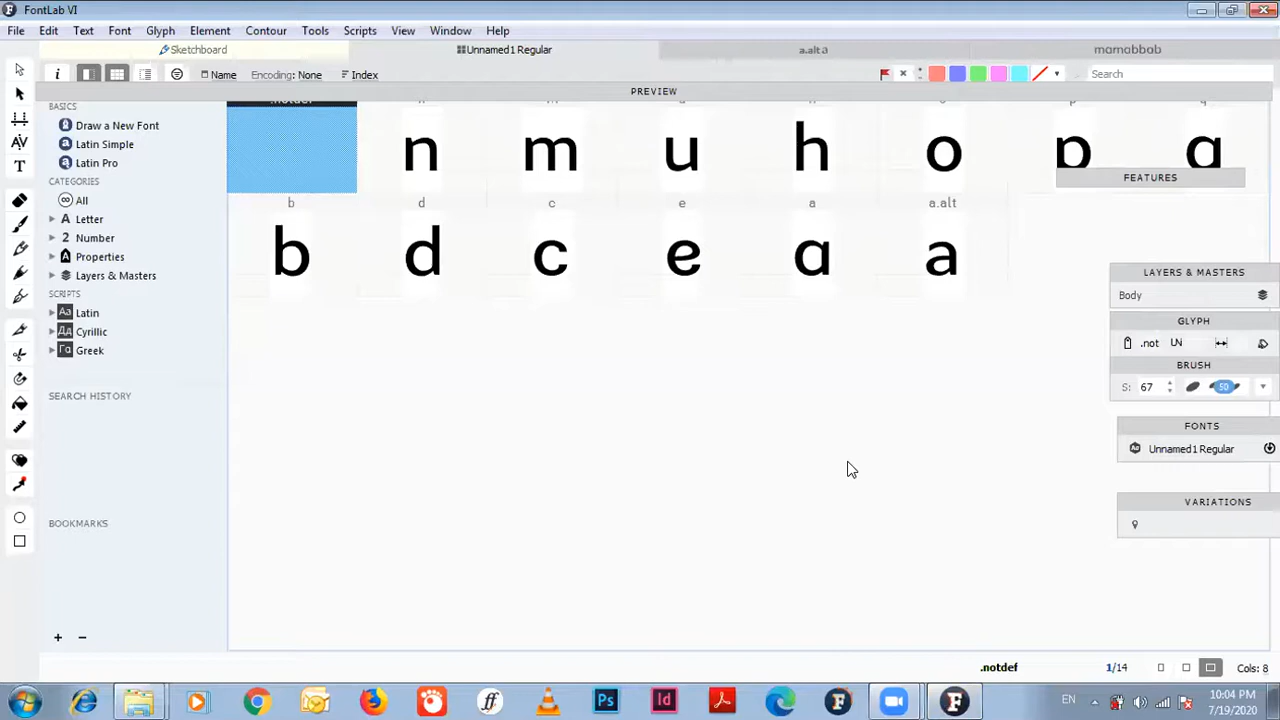 FontLab VI
File Edit Text Font Glyph Element Contour Tools Scripts View Window Help
Sketchboard Unnamed1 Regular a.alt a mamabbab
i Name Encoding: None Index Search
PREVIEW
BASICS
Draw a New Font
Latin Simple
Latin Pro
CATEGORIES
All
Letter
Number
Properties
Layers & Masters
SCRIPTS
Latin
Cyrillic
Greek
SEARCH HISTORY
BOOKMARKS
+ −
.notdef
n m u h o p q
b d c e a a.alt
b d c e a a
FEATURES
LAYERS & MASTERS
Body
GLYPH
.not UN
BRUSH
S: 67 50
FONTS
Unnamed1 Regular
VARIATIONS
.notdef 1/14 Cols: 8
EN 10:04 PM
7/19/2020